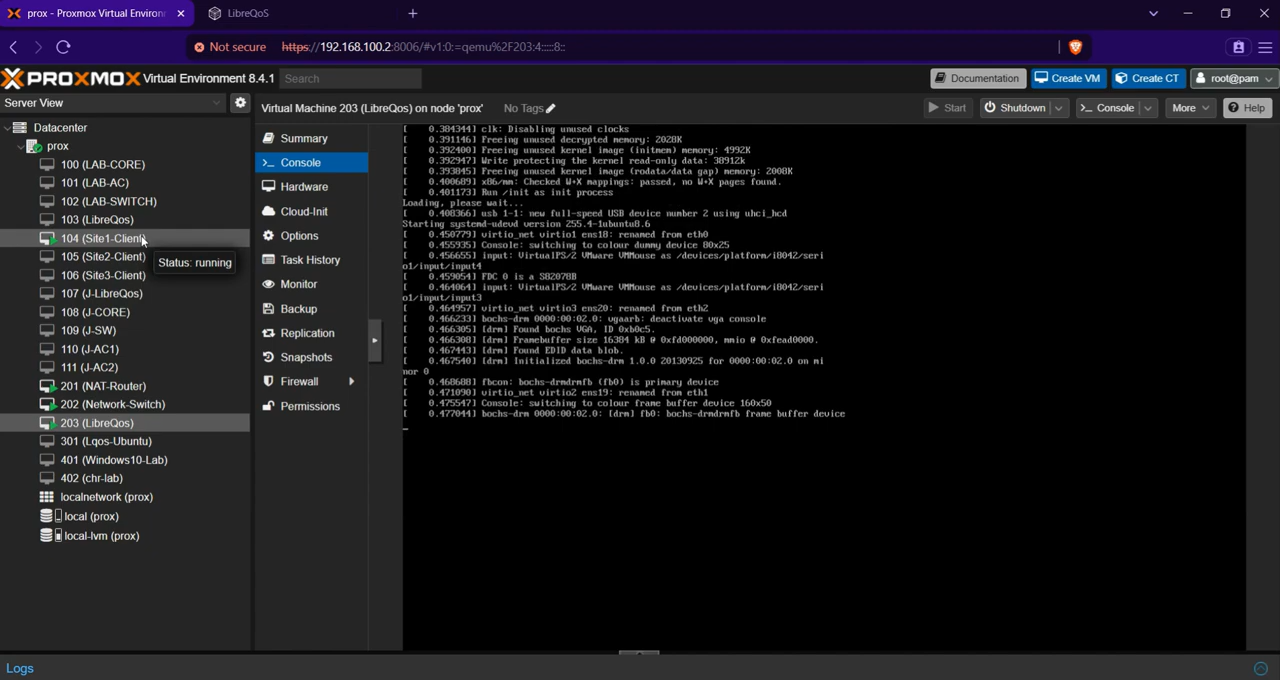 prox - Proxmox Virtual Environ
LibreQoS
Not secure https://192.168.100.2:8006/#v1:0:=qemu%2F203:4:::::8::
PROXMOX Virtual Environment 8.4.1 Search
Documentation Create VM Create CT root@pam
Server View
Virtual Machine 203 (LibreQos) on node 'prox' No Tags
Start Shutdown Console More Help
Datacenter
prox
100 (LAB-CORE)
101 (LAB-AC)
102 (LAB-SWITCH)
103 (LibreQos)
104 (Site1-Client)
105 (Site2-Client)
106 (Site3-Client)
107 (J-LibreQos)
108 (J-CORE)
109 (J-SW)
110 (J-AC1)
111 (J-AC2)
201 (NAT-Router)
202 (Network-Switch)
203 (LibreQos)
301 (Lqos-Ubuntu)
401 (Windows10-Lab)
402 (chr-lab)
localnetwork (prox)
local (prox)
local-lvm (prox)
Status: running
Summary
Console
Hardware
Cloud-Init
Options
Task History
Monitor
Backup
Replication
Snapshots
Firewall
Permissions
[ 0.384344] clk: Disabling unused clocks
[ 0.391146] Freeing unused decrypted memory: 2028K
[ 0.392400] Freeing unused kernel image (initmem) memory: 4992K
[ 0.392947] Write protecting the kernel read-only data: 38912k
[ 0.393845] Freeing unused kernel image (rodata/data gap) memory: 2008K
[ 0.400689] x86/mm: Checked W+X mappings: passed, no W+X pages found.
[ 0.401173] Run /init as init process
Loading, please wait...
[ 0.408366] usb 1-1: new full-speed USB device number 2 using uhci_hcd
Starting systemd-udevd version 255.4-1ubuntu8.6
[ 0.450779] virtio_net virtio1 ens18: renamed from eth0
[ 0.455935] Console: switching to colour dummy device 80x25
[ 0.456655] input: VirtualPS/2 VMware VMMouse as /devices/platform/i8042/seri
o1/input/input4
[ 0.459054] FDC 0 is a S82078B
[ 0.464064] input: VirtualPS/2 VMware VMMouse as /devices/platform/i8042/seri
o1/input/input3
[ 0.464957] virtio_net virtio3 ens20: renamed from eth2
[ 0.466233] bochs-drm 0000:00:02.0: vgaarb: deactivate vga console
[ 0.466305] [drm] Found bochs VGA, ID 0xb0c5.
[ 0.466308] [drm] Framebuffer size 16384 kB @ 0xfd000000, mmio @ 0xfead0000.
[ 0.467443] [drm] Found EDID data blob.
[ 0.467540] [drm] Initialized bochs-drm 1.0.0 20130925 for 0000:00:02.0 on mi
nor 0
[ 0.468688] fbcon: bochs-drmdrmfb (fb0) is primary device
[ 0.471090] virtio_net virtio2 ens19: renamed from eth1
[ 0.475547] Console: switching to colour frame buffer device 160x50
[ 0.477044] bochs-drm 0000:00:02.0: [drm] fb0: bochs-drmdrmfb frame buffer device
Logs